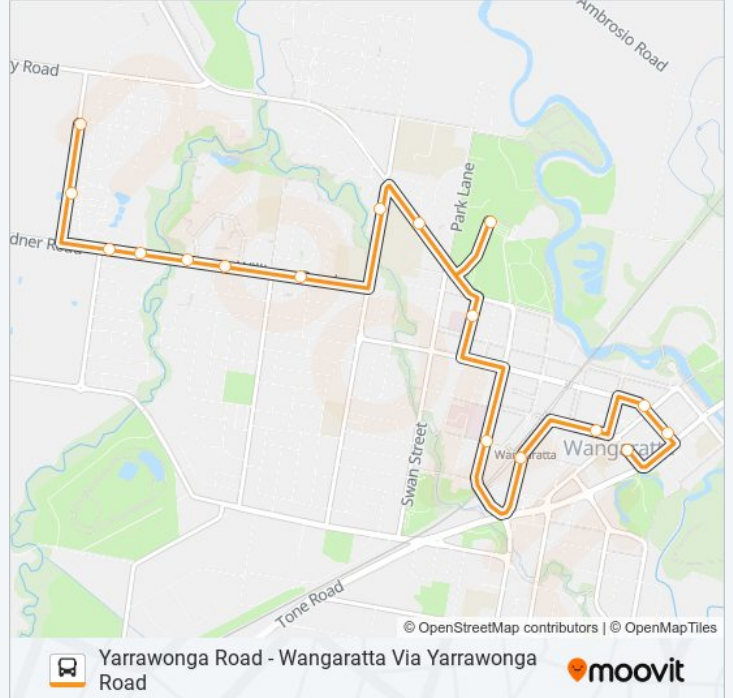 Ambrosio Road
y Road
Park Lane
dner Road
Wangaratt
Wangaratta
Swan Street
Tone Road
© OpenStreetMap contributors | © OpenMapTiles
Yarrawonga Road - Wangaratta Via Yarrawonga
Road
moovit